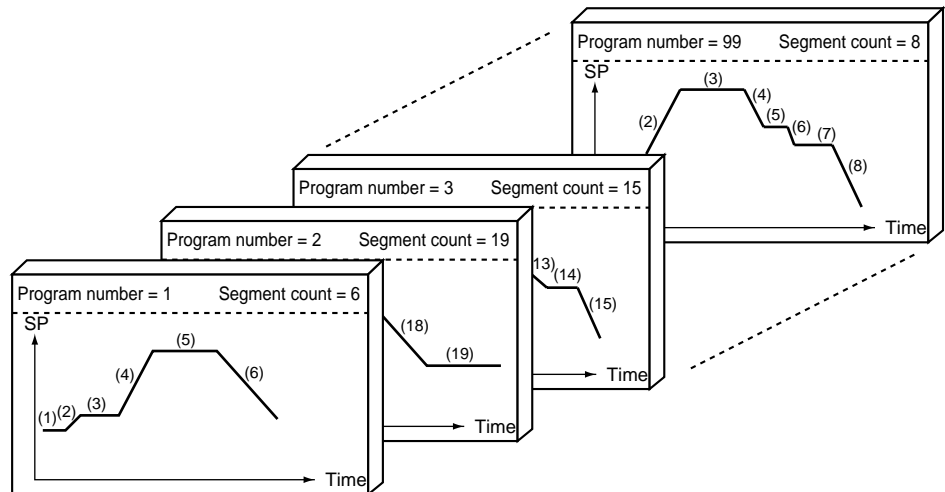 Program number = 99 Segment count = 8
SP
(2)
(3)
(4)
(5)
(6)
(7)
(8)
Time
Program number = 3 Segment count = 15
13)
(14)
(15)
Time
Program number = 2 Segment count = 19
(18)
(19)
Time
Program number = 1 Segment count = 6
SP
(1)
(2)
(3)
(4)
(5)
(6)
Time